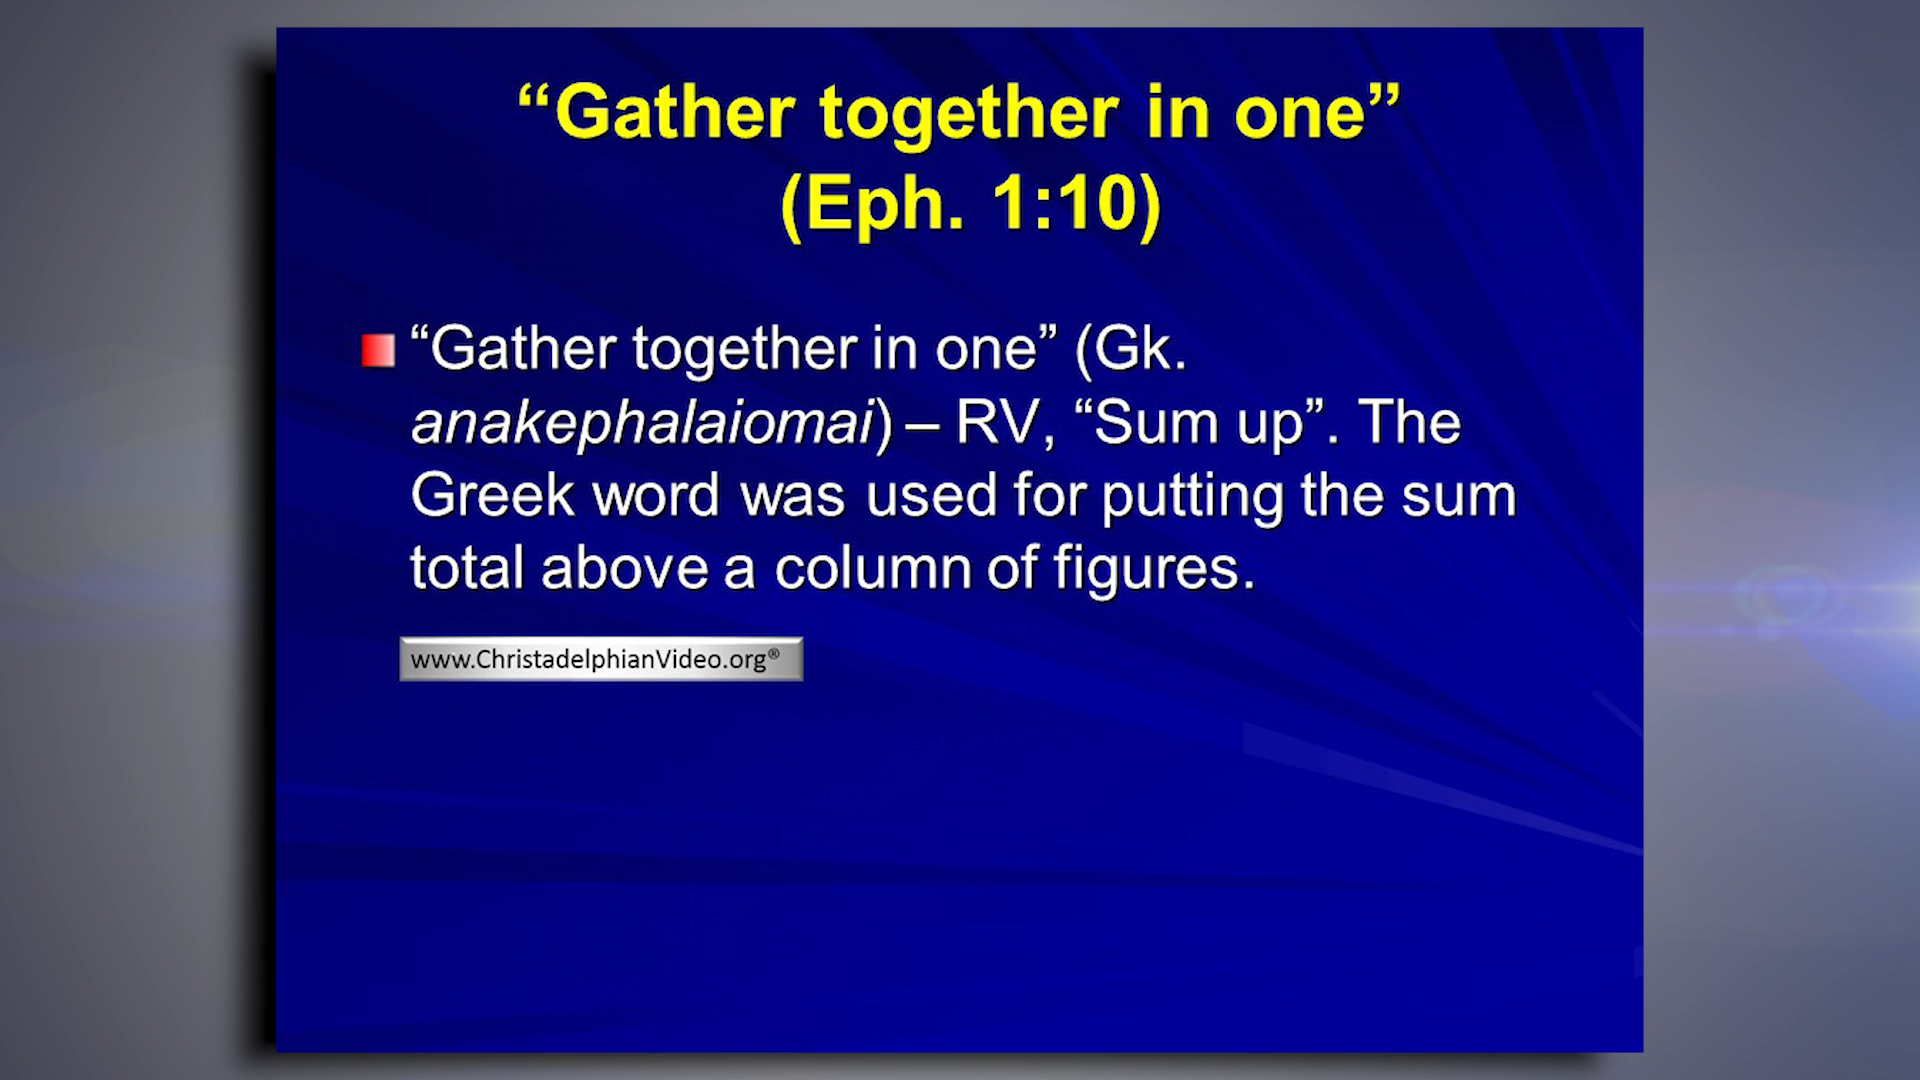 “Gather together in one”
(Eph. 1:10)
“Gather together in one” (Gk.
anakephalaiomai) – RV, “Sum up”. The
Greek word was used for putting the sum
total above a column of figures.
www.ChristadelphianVideo.org®